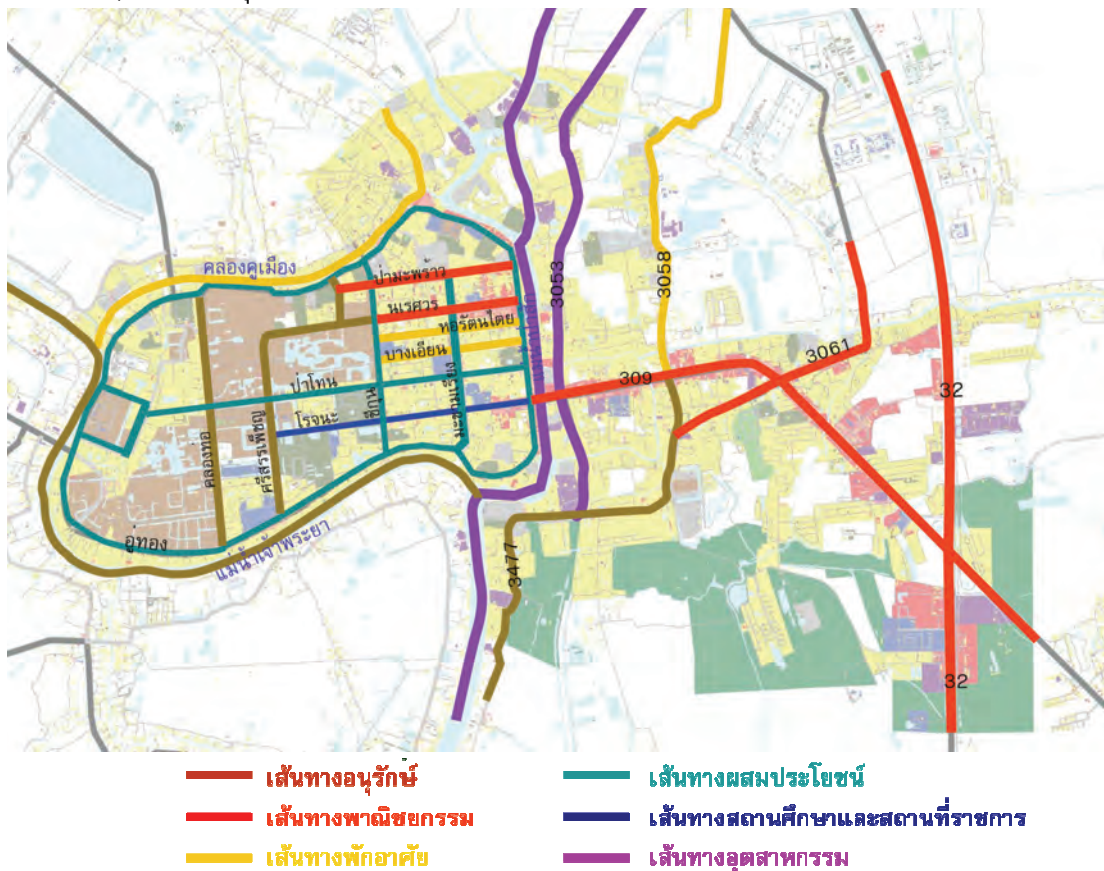 คลองคูเมือง
ป่ามะพร้าว
นเรศวร
หอรัตนไตย
บางเอียน
ป่าโทน
โรจนะ
ชีกุน
มะขามเรียง
คลองท่อ
ศรีสรรเพ็ชญ
อู่ทอง
แม่น้ำเจ้าพระยา
3053
3058
309
3061
32
3477
32
เส้นทางอนุรักษ์
เส้นทางผสมประโยชน์
เส้นทางพาณิชยกรรม
เส้นทางสถานศึกษาและสถานที่ราชการ
เส้นทางพักอาศัย
เส้นทางอุตสาหกรรม